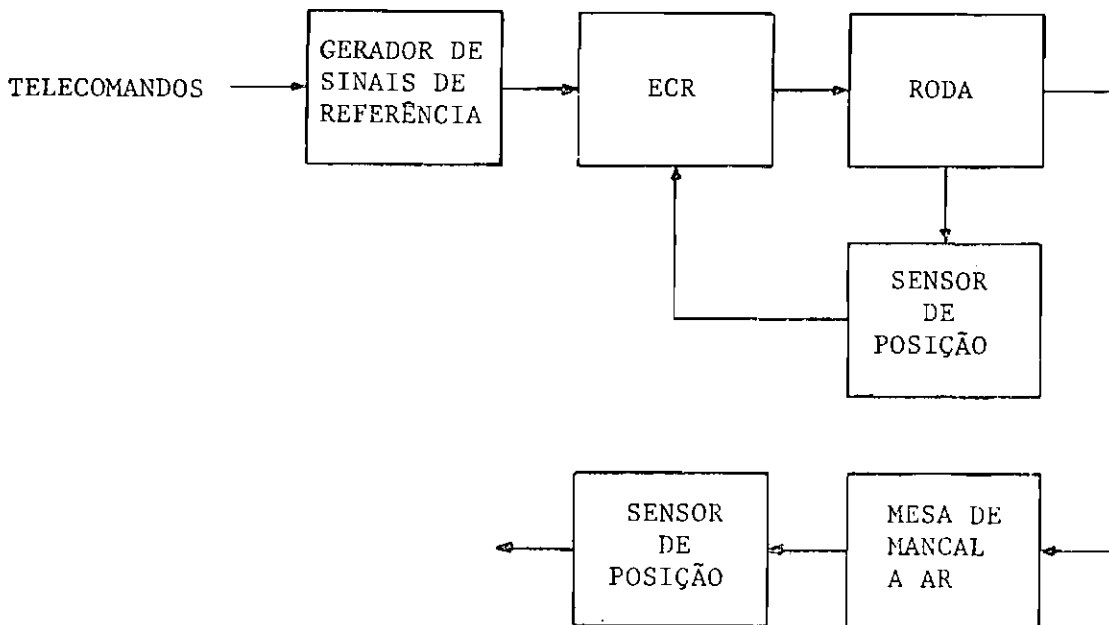 TELECOMANDOS
GERADOR DE
SINAIS DE
REFERÊNCIA
ECR
RODA
SENSOR
DE
POSIÇÃO
SENSOR
DE
POSIÇÃO
MESA DE
MANCAL
A AR